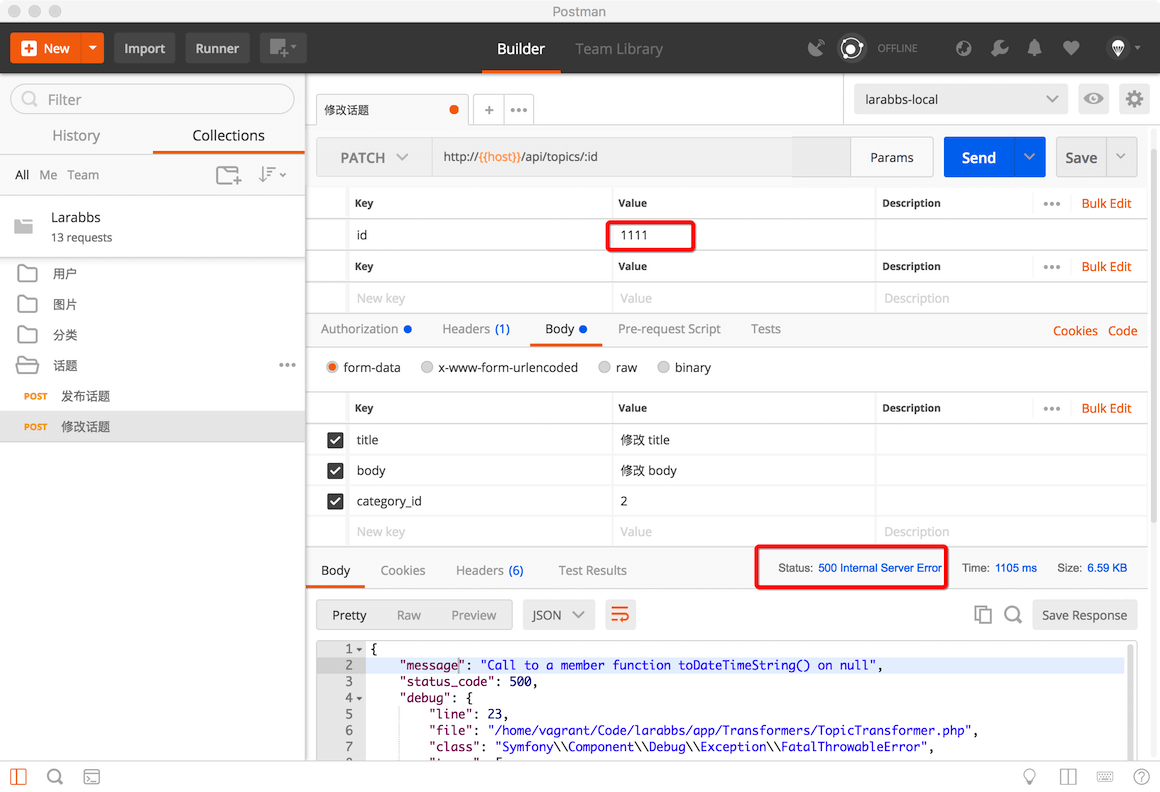 Postman
New Import Runner Builder Team Library OFFLINE
Filter
History Collections
All Me Team
Larabbs
13 requests
用户
图片
分类
话题
POST 发布话题
POST 修改话题
修改话题 larabbs-local
PATCH http://{{host}}/api/topics/:id Params Send Save
Key Value Description Bulk Edit
id 1111
Key Value Description Bulk Edit
New key Value Description
Authorization Headers (1) Body Pre-request Script Tests Cookies Code
form-data x-www-form-urlencoded raw binary
Key Value Description Bulk Edit
title 修改 title
body 修改 body
category_id 2
New key Value Description
Body Cookies Headers (6) Test Results Status: 500 Internal Server Error Time: 1105 ms Size: 6.59 KB
Pretty Raw Preview JSON Save Response
1 {
2 "message": "Call to a member function toDateTimeString() on null",
3 "status_code": 500,
4 "debug": {
5 "line": 23,
6 "file": "/home/vagrant/Code/larabbs/app/Transformers/TopicTransformer.php",
7 "class": "Symfony\\Component\\Debug\\Exception\\FatalThrowableError",